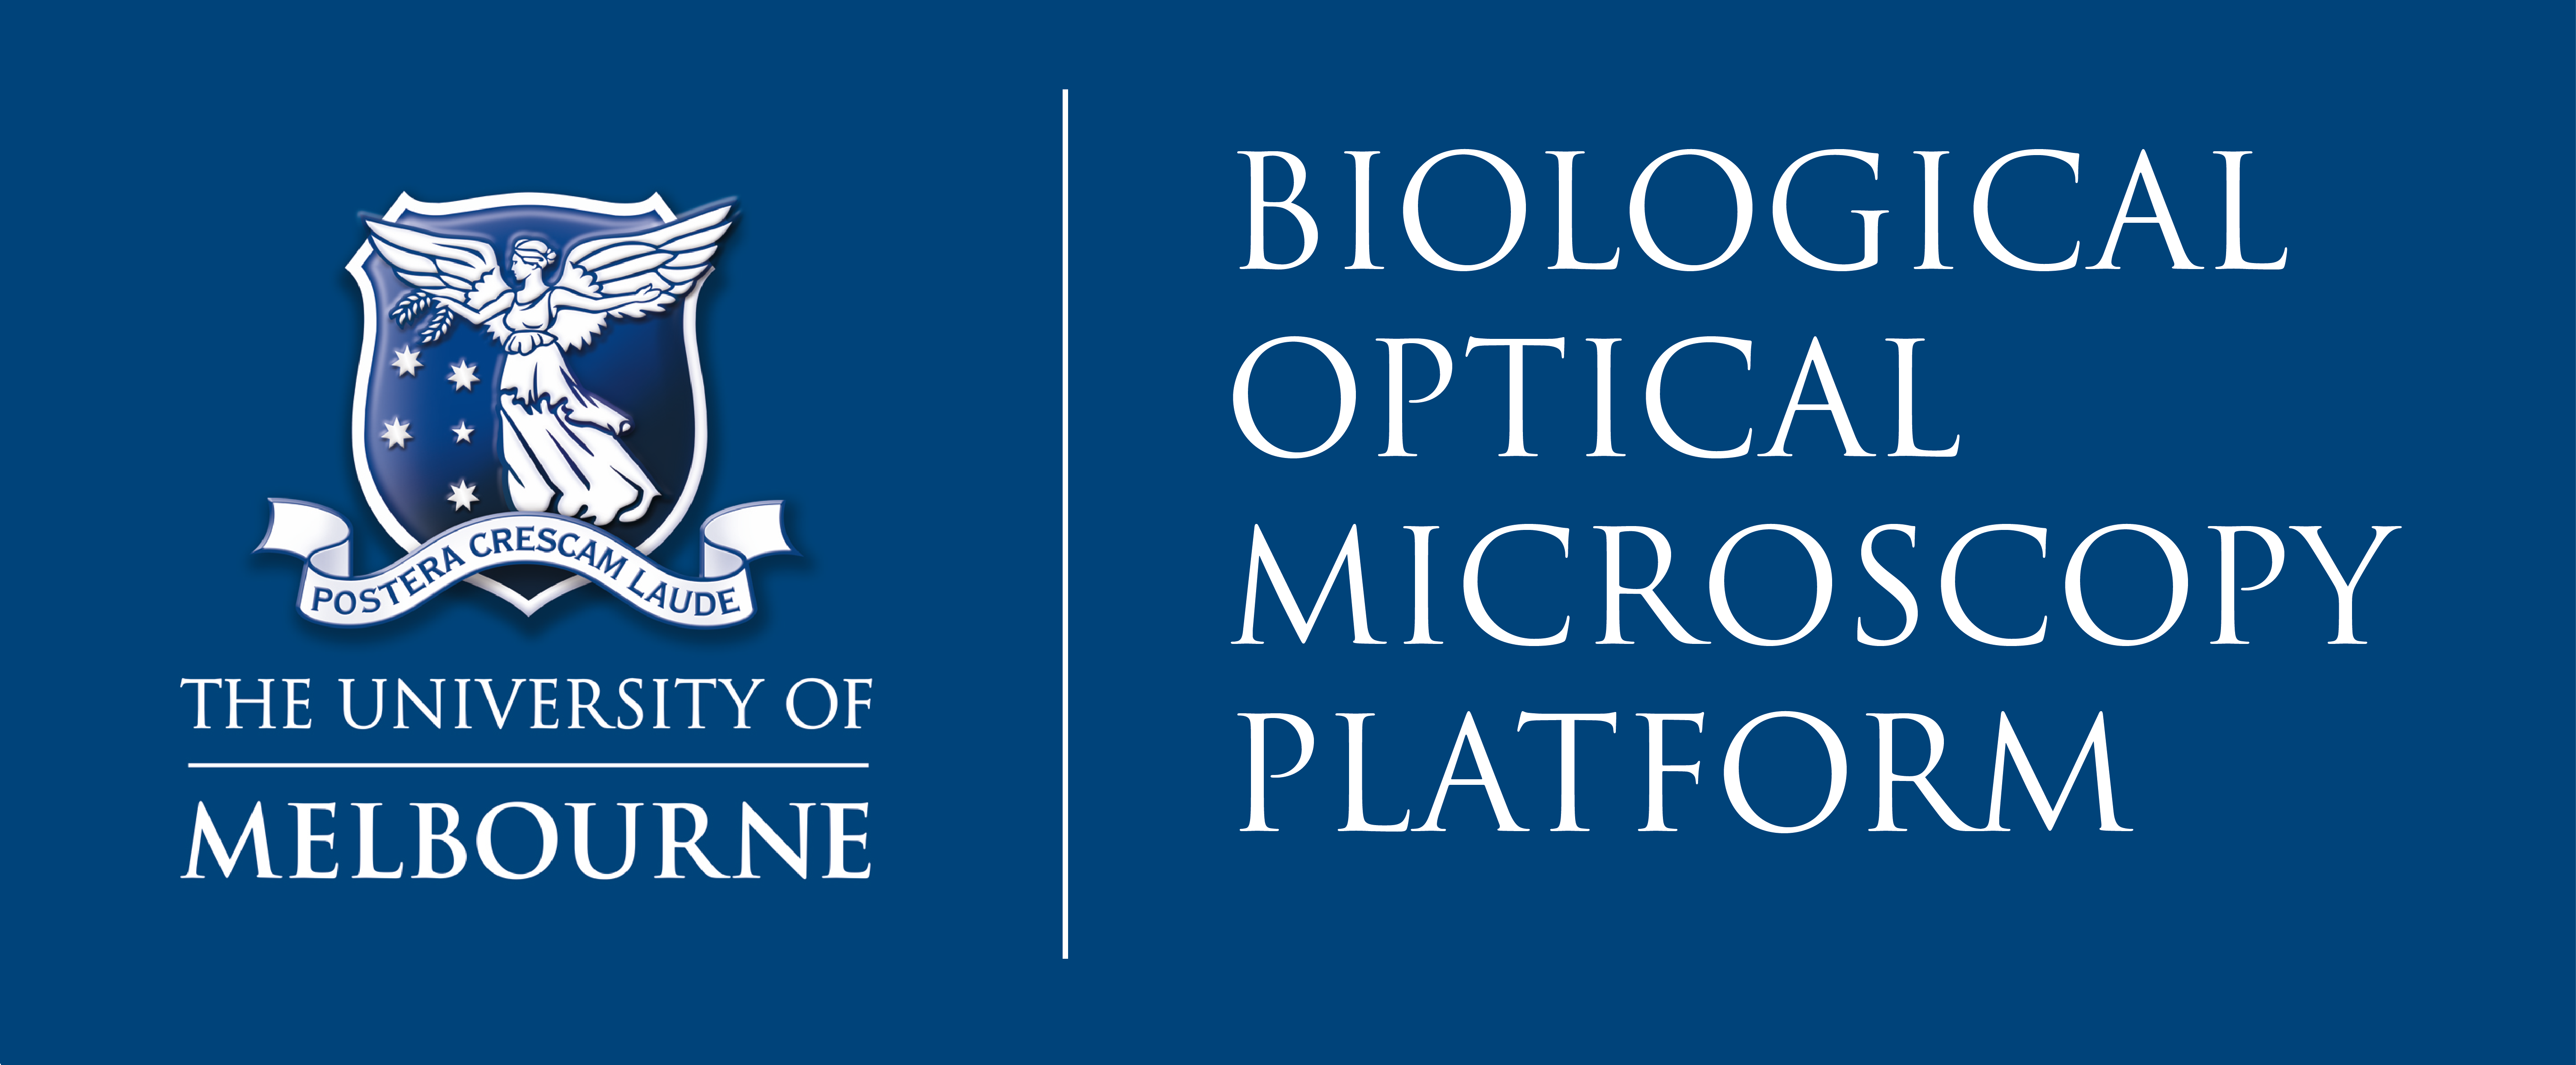 POSTERA CRESCAM LAUDE
THE UNIVERSITY OF
MELBOURNE
BIOLOGICAL
OPTICAL
MICROSCOPY
PLATFORM